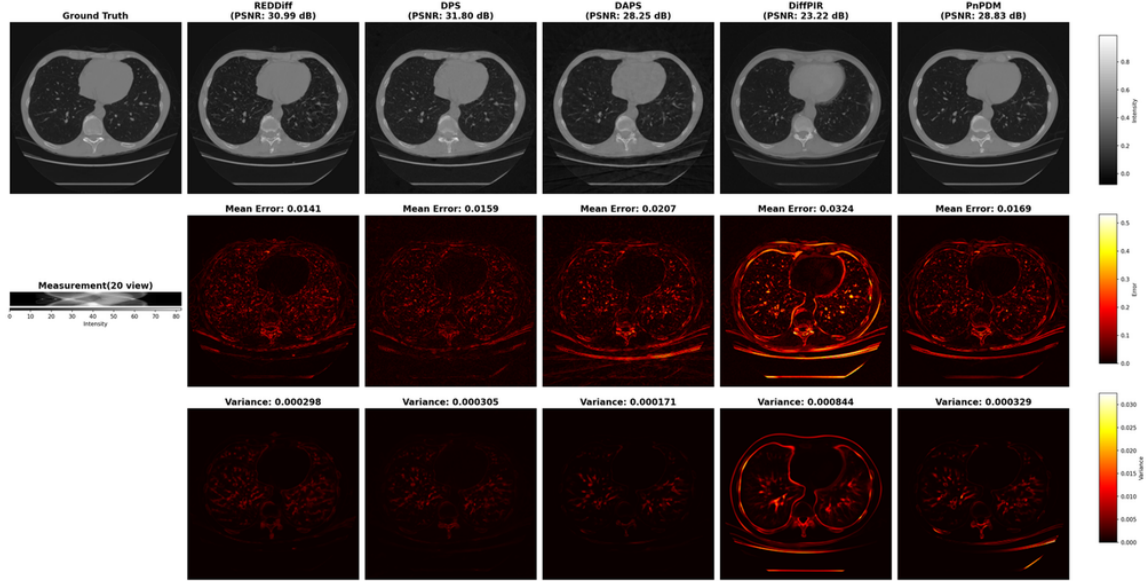 Ground Truth
REDDiff
(PSNR: 30.99 dB)
DPS
(PSNR: 31.80 dB)
DAPS
(PSNR: 28.25 dB)
DiffPIR
(PSNR: 23.22 dB)
PnPDM
(PSNR: 28.83 dB)
0.8
0.6
0.4
0.2
0.0
Intensity
Mean Error: 0.0141
Mean Error: 0.0159
Mean Error: 0.0207
Mean Error: 0.0324
Mean Error: 0.0169
0.5
0.4
0.3
0.2
0.1
0.0
Error
Measurement(20 view)
0 10 20 30 40 50 60 70 80
Intensity
Variance: 0.000298
Variance: 0.000305
Variance: 0.000171
Variance: 0.000844
Variance: 0.000329
0.030
0.025
0.020
0.015
0.010
0.005
0.000
Variance